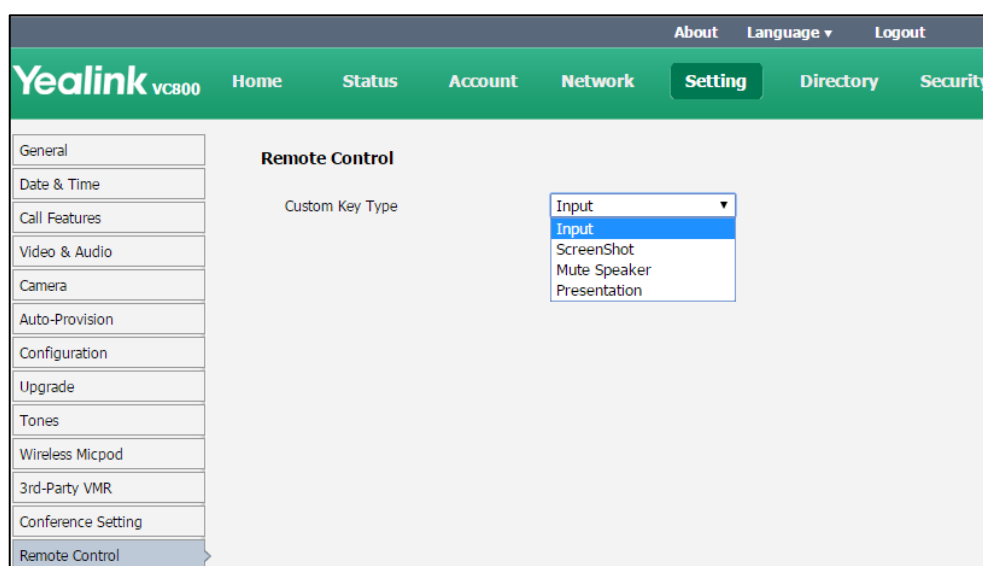 About Language ▾ Logout
Yealink VC800 Home Status Account Network Setting Directory Security
General
Remote Control
Date & Time
Custom Key Type Input ▼
Call Features
Input
Video & Audio
ScreenShot
Mute Speaker
Camera
Presentation
Auto-Provision
Configuration
Upgrade
Tones
Wireless Micpod
3rd-Party VMR
Conference Setting
Remote Control